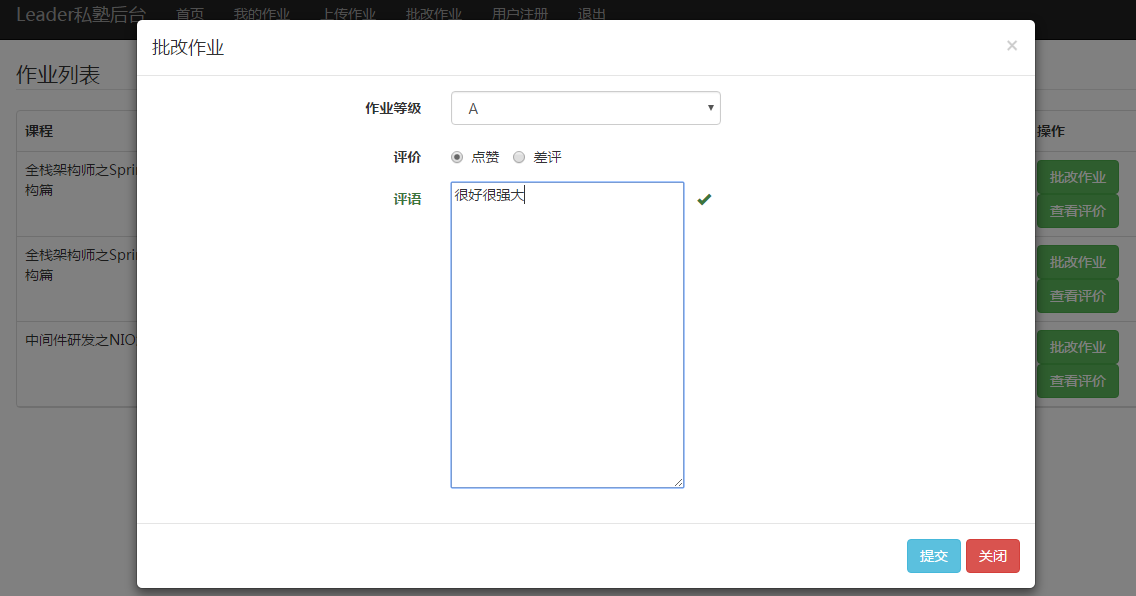 Leader私塾后台 首页 我的作业 上传作业 批改作业 用户注册 退出
批改作业 ×
作业列表
作业等级 A
课程 操作
评价 点赞 差评
全栈架构师之Spri
构篇
批改作业
评语 很好很强大
查看评价
全栈架构师之Spri
构篇
批改作业
查看评价
中间件研发之NIO
批改作业
查看评价
提交 关闭